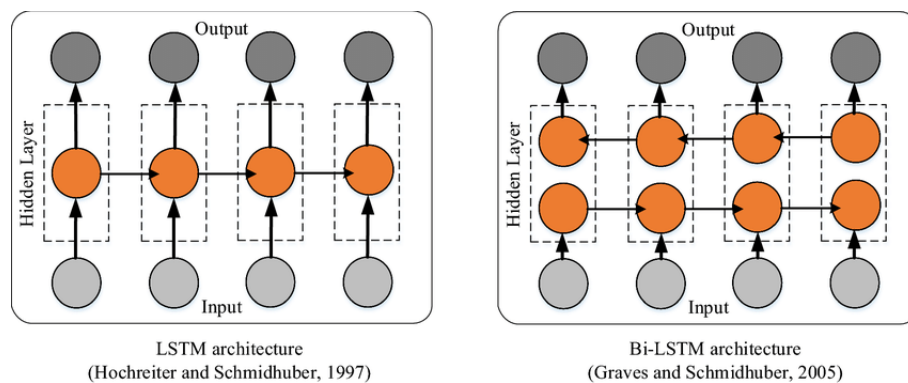 Output
Hidden Layer
Input
LSTM architecture
(Hochreiter and Schmidhuber, 1997)
Output
Hidden Layer
Input
Bi-LSTM architecture
(Graves and Schmidhuber, 2005)